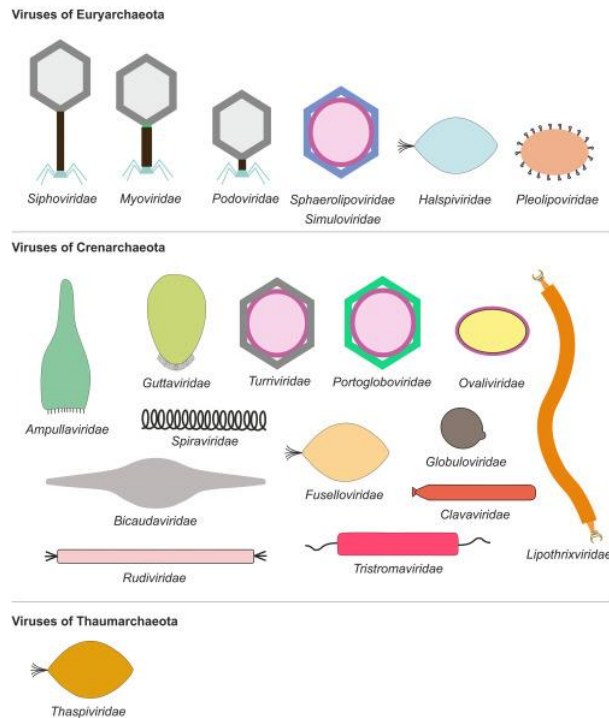 Viruses of Euryarchaeota
Siphoviridae
Myoviridae
Podoviridae
Sphaerolipoviridae
Simuloviridae
Halspiviridae
Pleolipoviridae
Viruses of Crenarchaeota
Ampullaviridae
Guttaviridae
Turriviridae
Portogloboviridae
Ovaliviridae
Spiraviridae
Fuselloviridae
Globuloviridae
Bicaudaviridae
Clavaviridae
Rudiviridae
Tristromaviridae
Lipothrixviridae
Viruses of Thaumarchaeota
Thaspiviridae